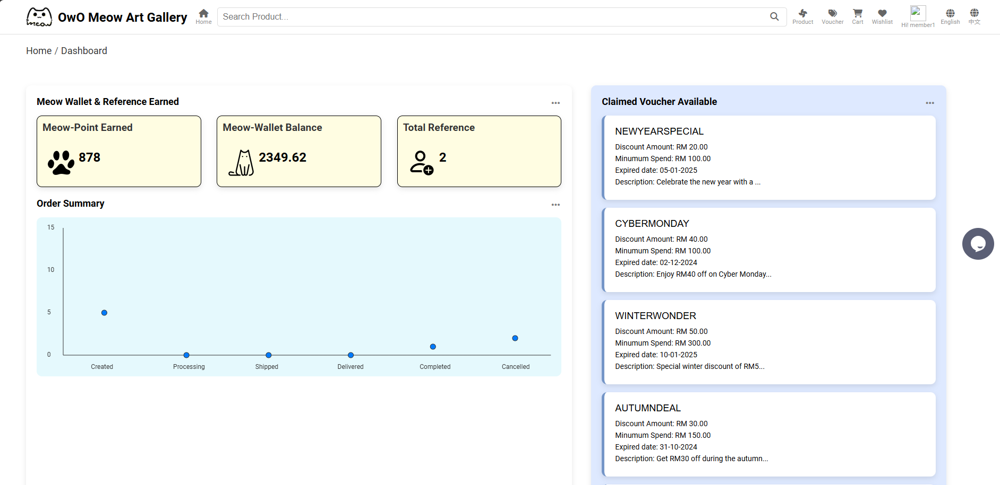 meow
OwO Meow Art Gallery
Home
Search Product...
Product
Voucher
Cart
Wishlist
Hi! member1
English
中文
Home / Dashboard
Meow Wallet & Reference Earned
Meow-Point Earned
878
Meow-Wallet Balance
2349.62
Total Reference
2
Order Summary
15
10
5
0
Created
Processing
Shipped
Delivered
Completed
Cancelled
Claimed Voucher Available
NEWYEARSPECIAL
Discount Amount: RM 20.00
Minumum Spend: RM 100.00
Expired date: 05-01-2025
Description: Celebrate the new year with a ...
CYBERMONDAY
Discount Amount: RM 40.00
Minumum Spend: RM 100.00
Expired date: 02-12-2024
Description: Enjoy RM40 off on Cyber Monday...
WINTERWONDER
Discount Amount: RM 50.00
Minumum Spend: RM 300.00
Expired date: 10-01-2025
Description: Special winter discount of RM5...
AUTUMNDEAL
Discount Amount: RM 30.00
Minumum Spend: RM 150.00
Expired date: 31-10-2024
Description: Get RM30 off during the autumn...